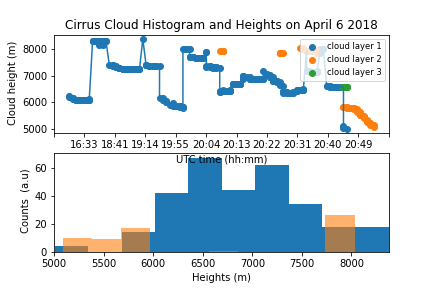 Cirrus Cloud Histogram and Heights on April 6 2018
Cloud height (m)
8000
7000
6000
5000
cloud layer 1
cloud layer 2
cloud layer 3
16:33 18:41 19:14 19:55 20:04 20:13 20:22 20:31 20:40 20:49
UTC time (hh:mm)
Counts (a.u)
60
40
20
0
5000 5500 6000 6500 7000 7500 8000
Heights (m)